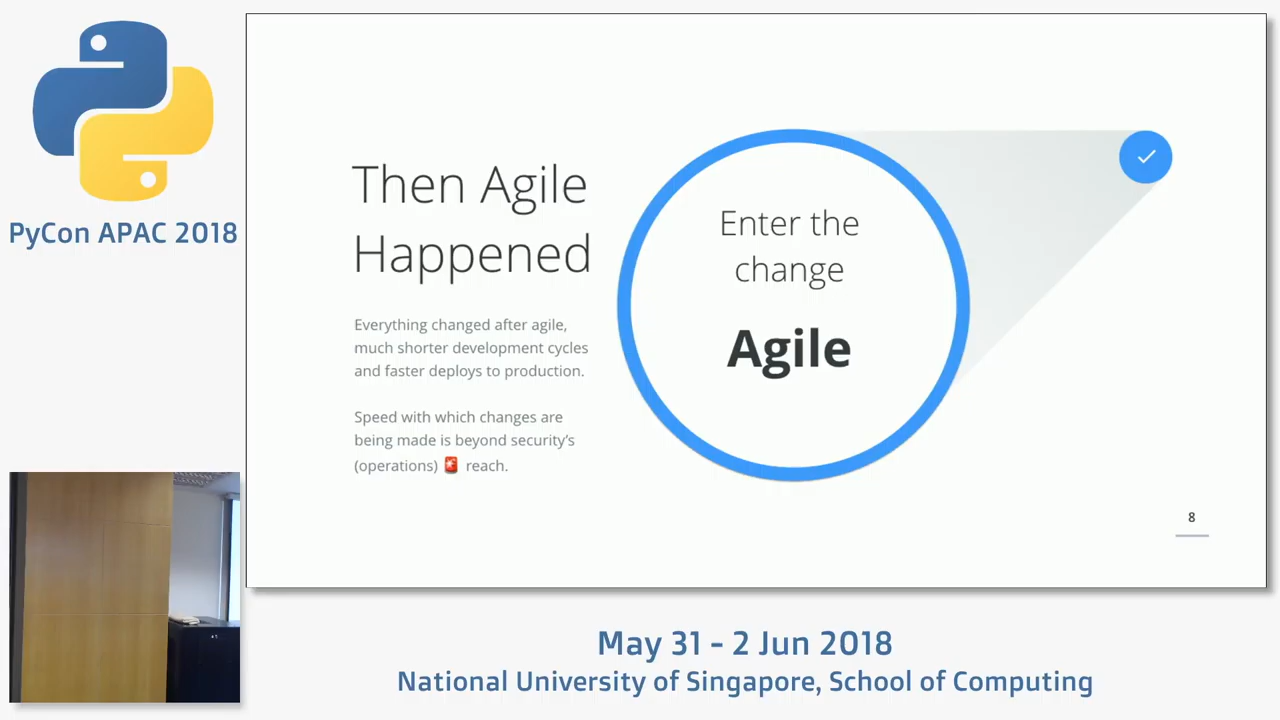 PyCon APAC 2018
Then Agile
Happened
Everything changed after agile,
much shorter development cycles
and faster deploys to production.
Speed with which changes are
being made is beyond security’s
(operations) 🚨 reach.
Enter the
change
Agile
8
May 31 - 2 Jun 2018
National University of Singapore, School of Computing